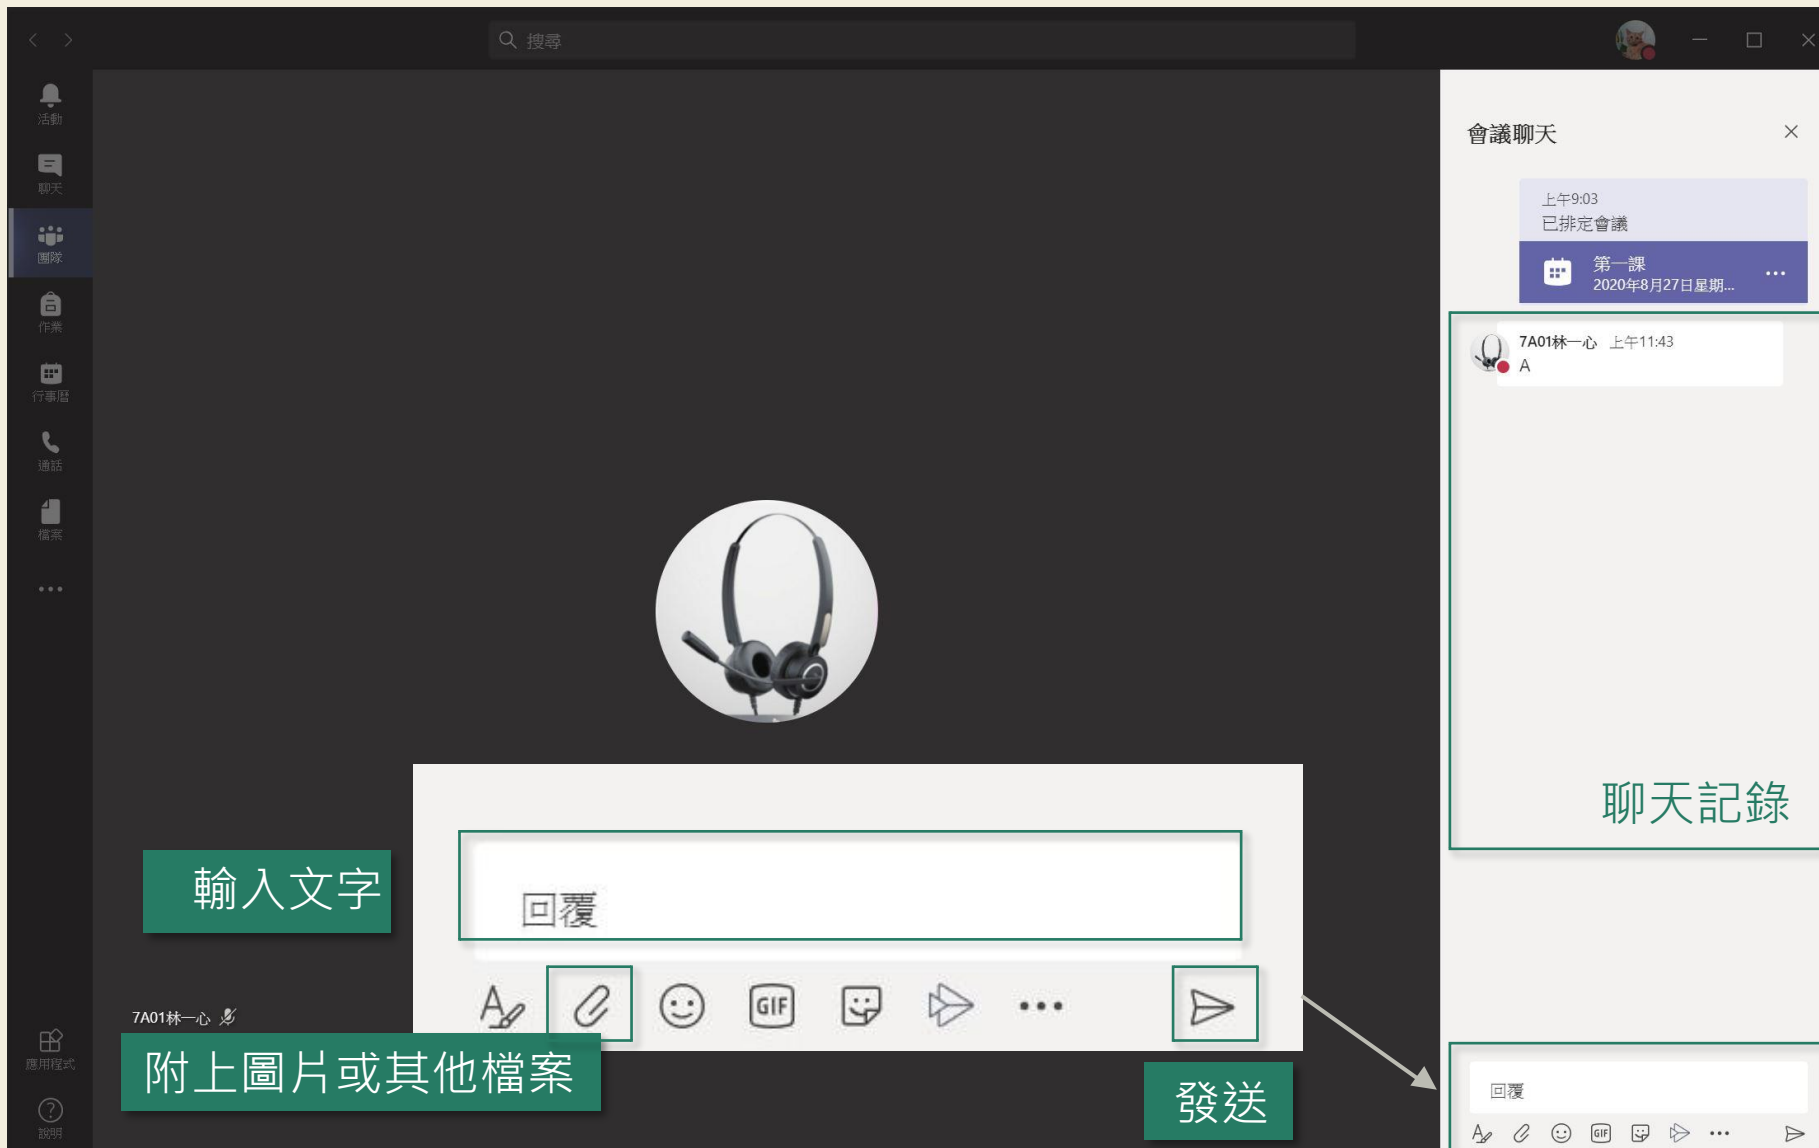 搜尋
活動
聊天
團隊
作業
行事曆
通話
檔案
應用程式
說明
會議聊天
上午9:03
已排定會議
第一課
2020年8月27日星期...
7A01林一心 上午11:43
A
聊天記錄
輸入文字
回覆
GIF
7A01林一心
附上圖片或其他檔案
發送
回覆
GIF